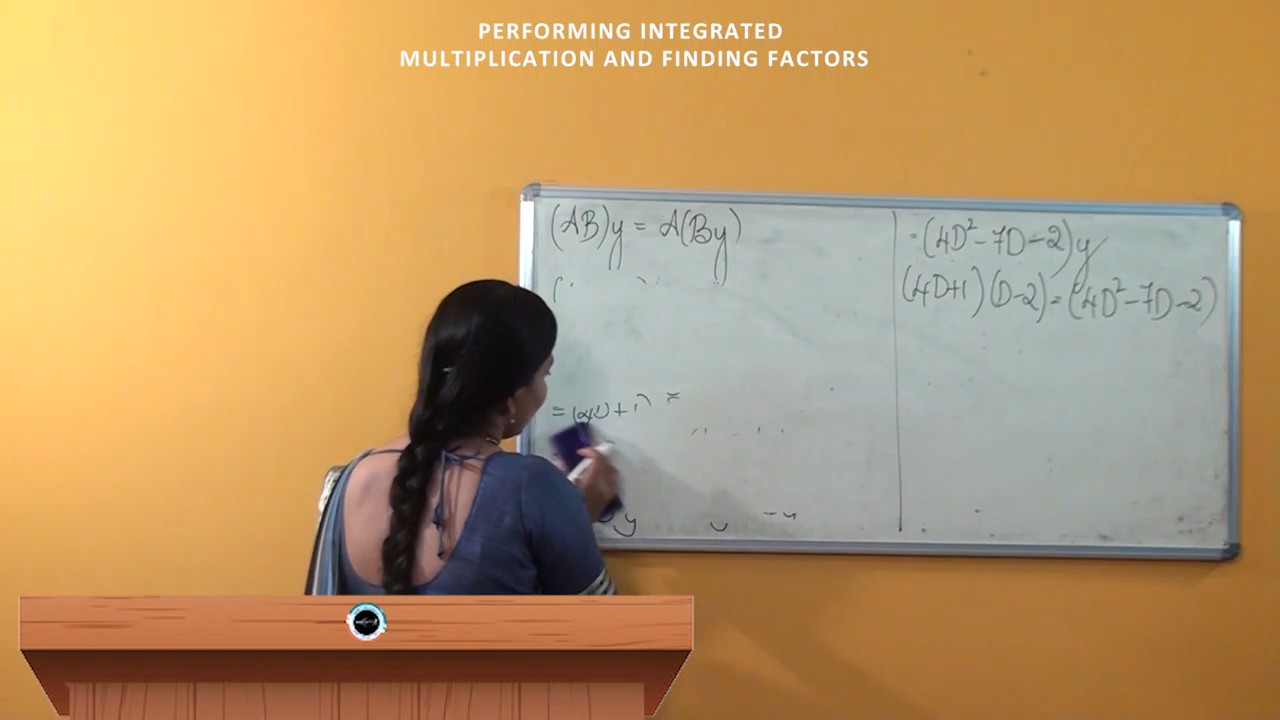 PERFORMING INTEGRATED
MULTIPLICATION AND FINDING FACTORS
(AB)y = A(By)
= (4D² - 7D - 2)y
(4D+1)(D-2) = (4D² - 7D - 2)